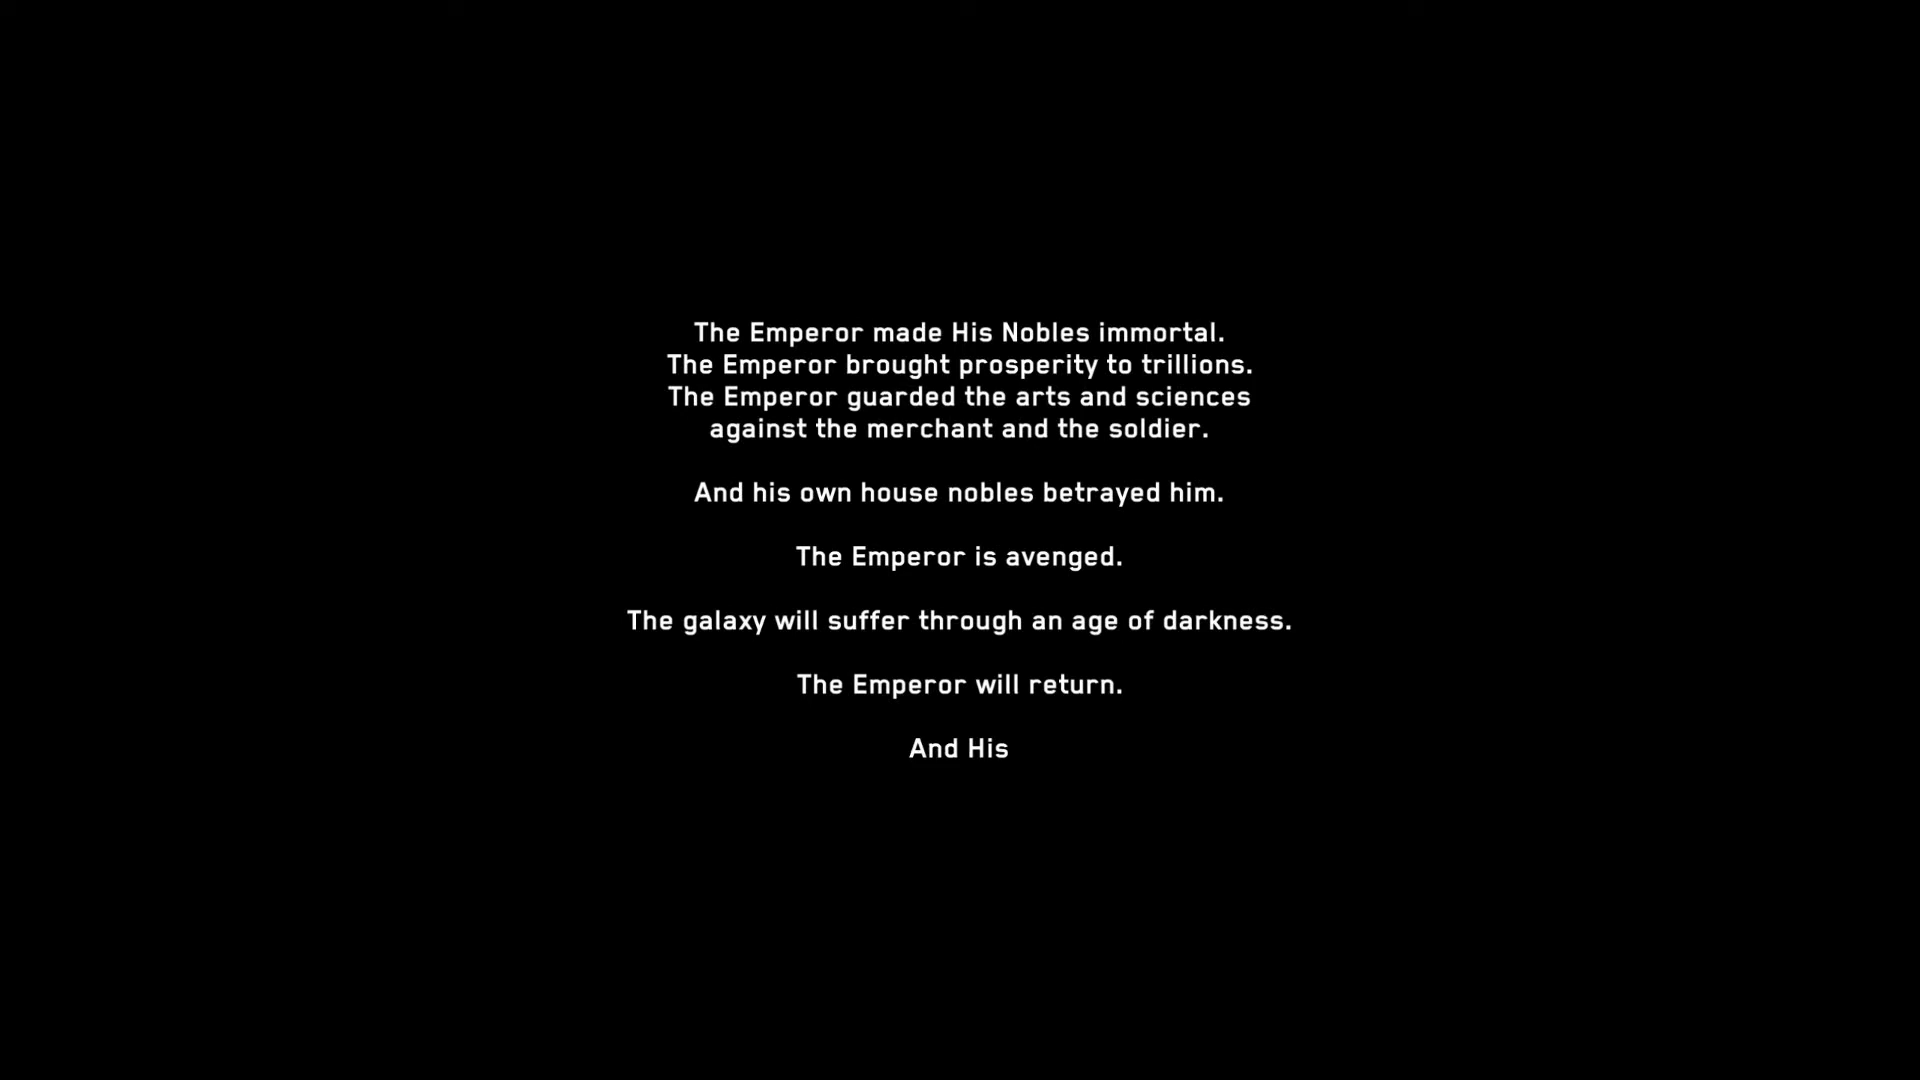 The Emperor made His Nobles immortal.
The Emperor brought prosperity to trillions.
The Emperor guarded the arts and sciences
against the merchant and the soldier.
And his own house nobles betrayed him.
The Emperor is avenged.
The galaxy will suffer through an age of darkness.
The Emperor will return.
And His